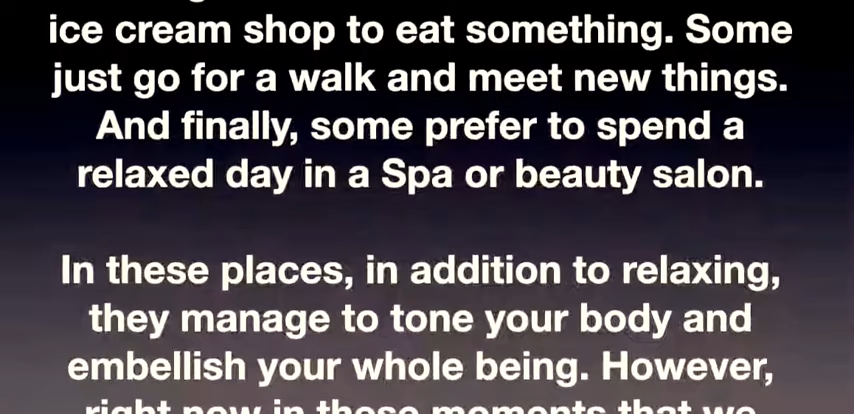 ice cream shop to eat something. Some
just go for a walk and meet new things.
And finally, some prefer to spend a
relaxed day in a Spa or beauty salon.
In these places, in addition to relaxing,
they manage to tone your body and
embellish your whole being. However,
right now in those moments that we